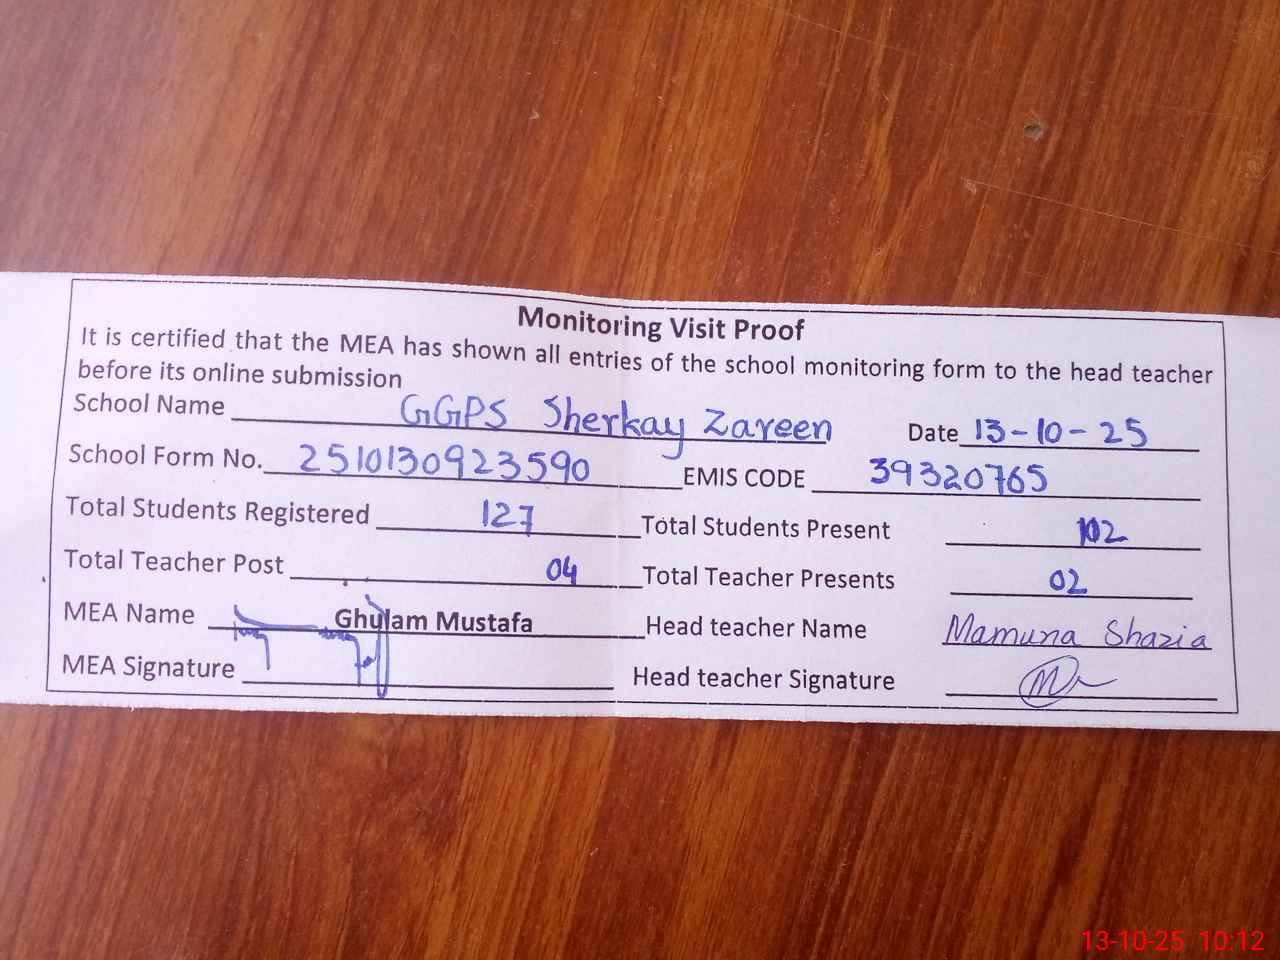 Monitoring Visit Proof
It is certified that the MEA has shown all entries of the school monitoring form to the head teacher
before its online submission
School Name GGPS Sherkay Zareen Date 13-10-25
School Form No. 2510130923590 EMIS CODE 39320765
Total Students Registered 127 Total Students Present 102
Total Teacher Post 04 Total Teacher Presents 02
MEA Name Ghulam Mustafa Head teacher Name Mamuna Shazia
MEA Signature Head teacher Signature
13-10-25 10:12